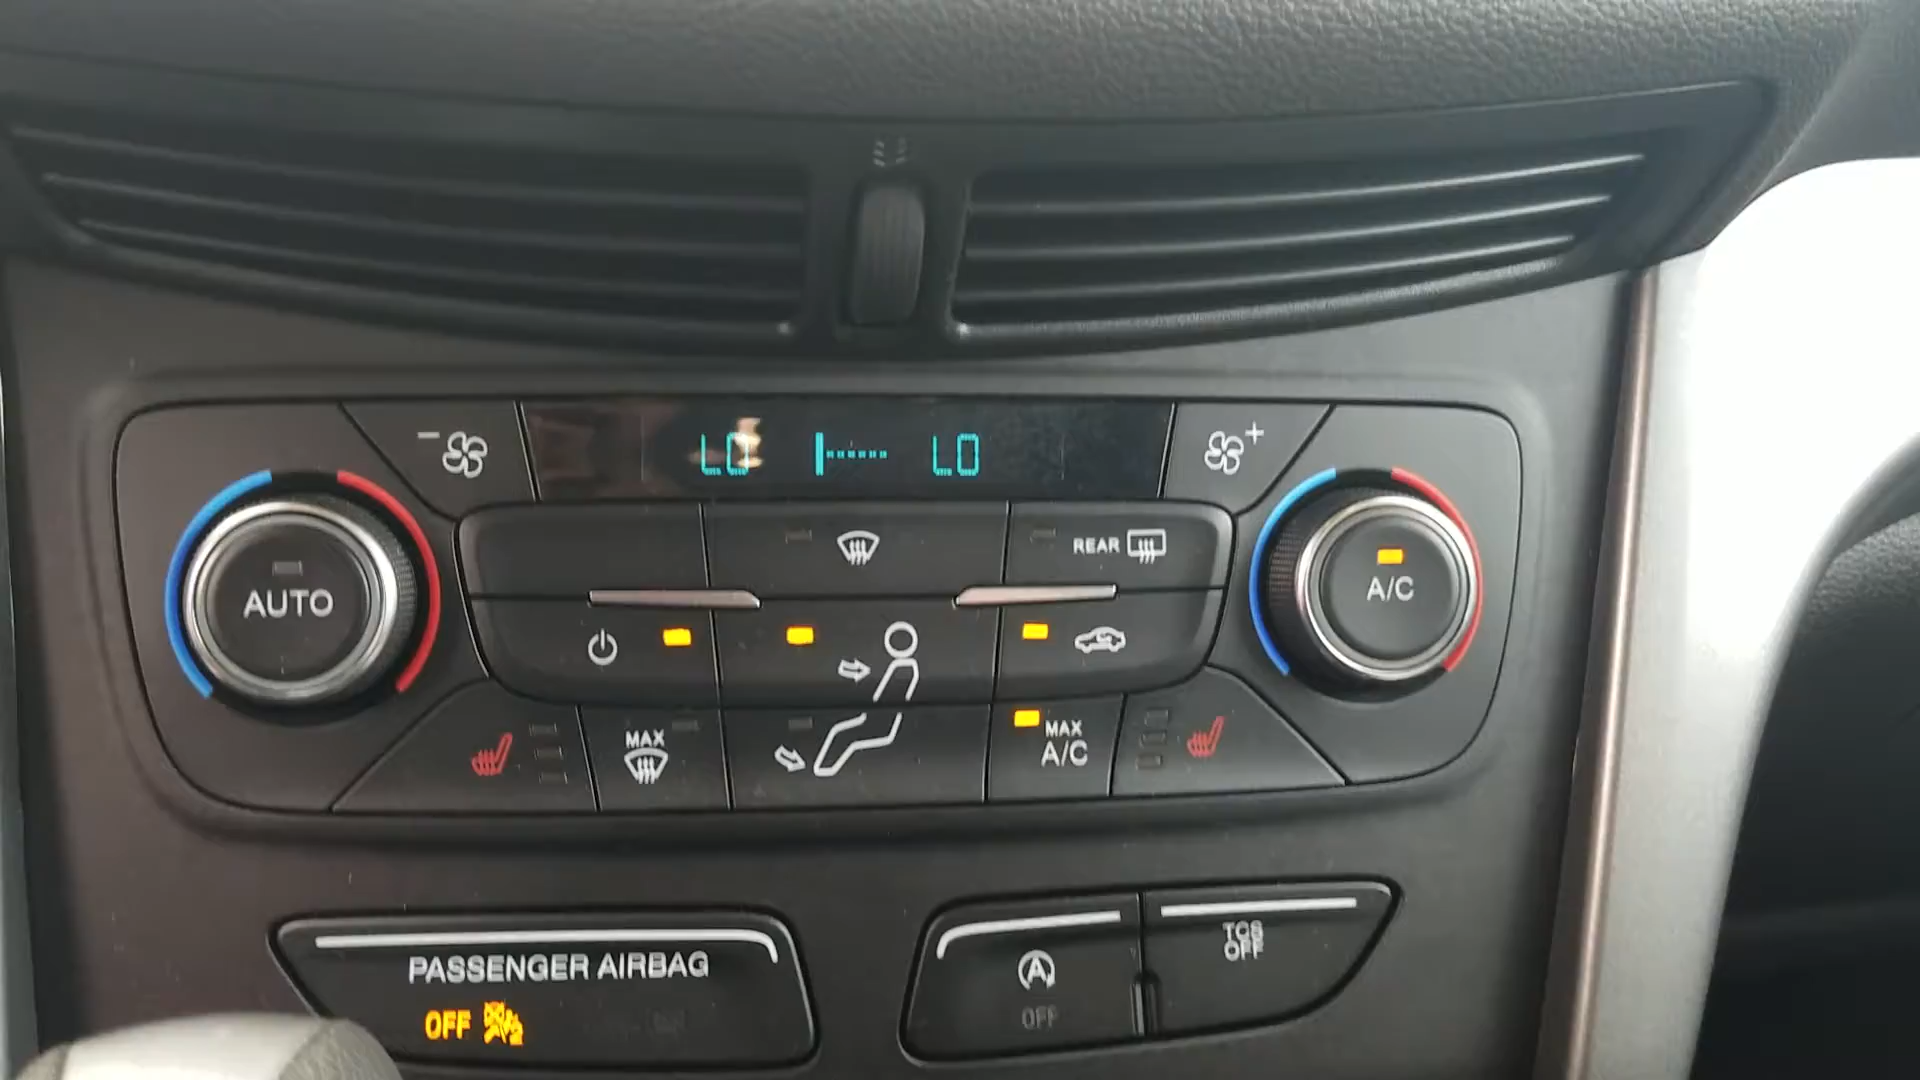 LO LO
REAR
AUTO
A/C
MAX
MAX
A/C
PASSENGER AIRBAG
OFF
A
OFF
TCS
OFF